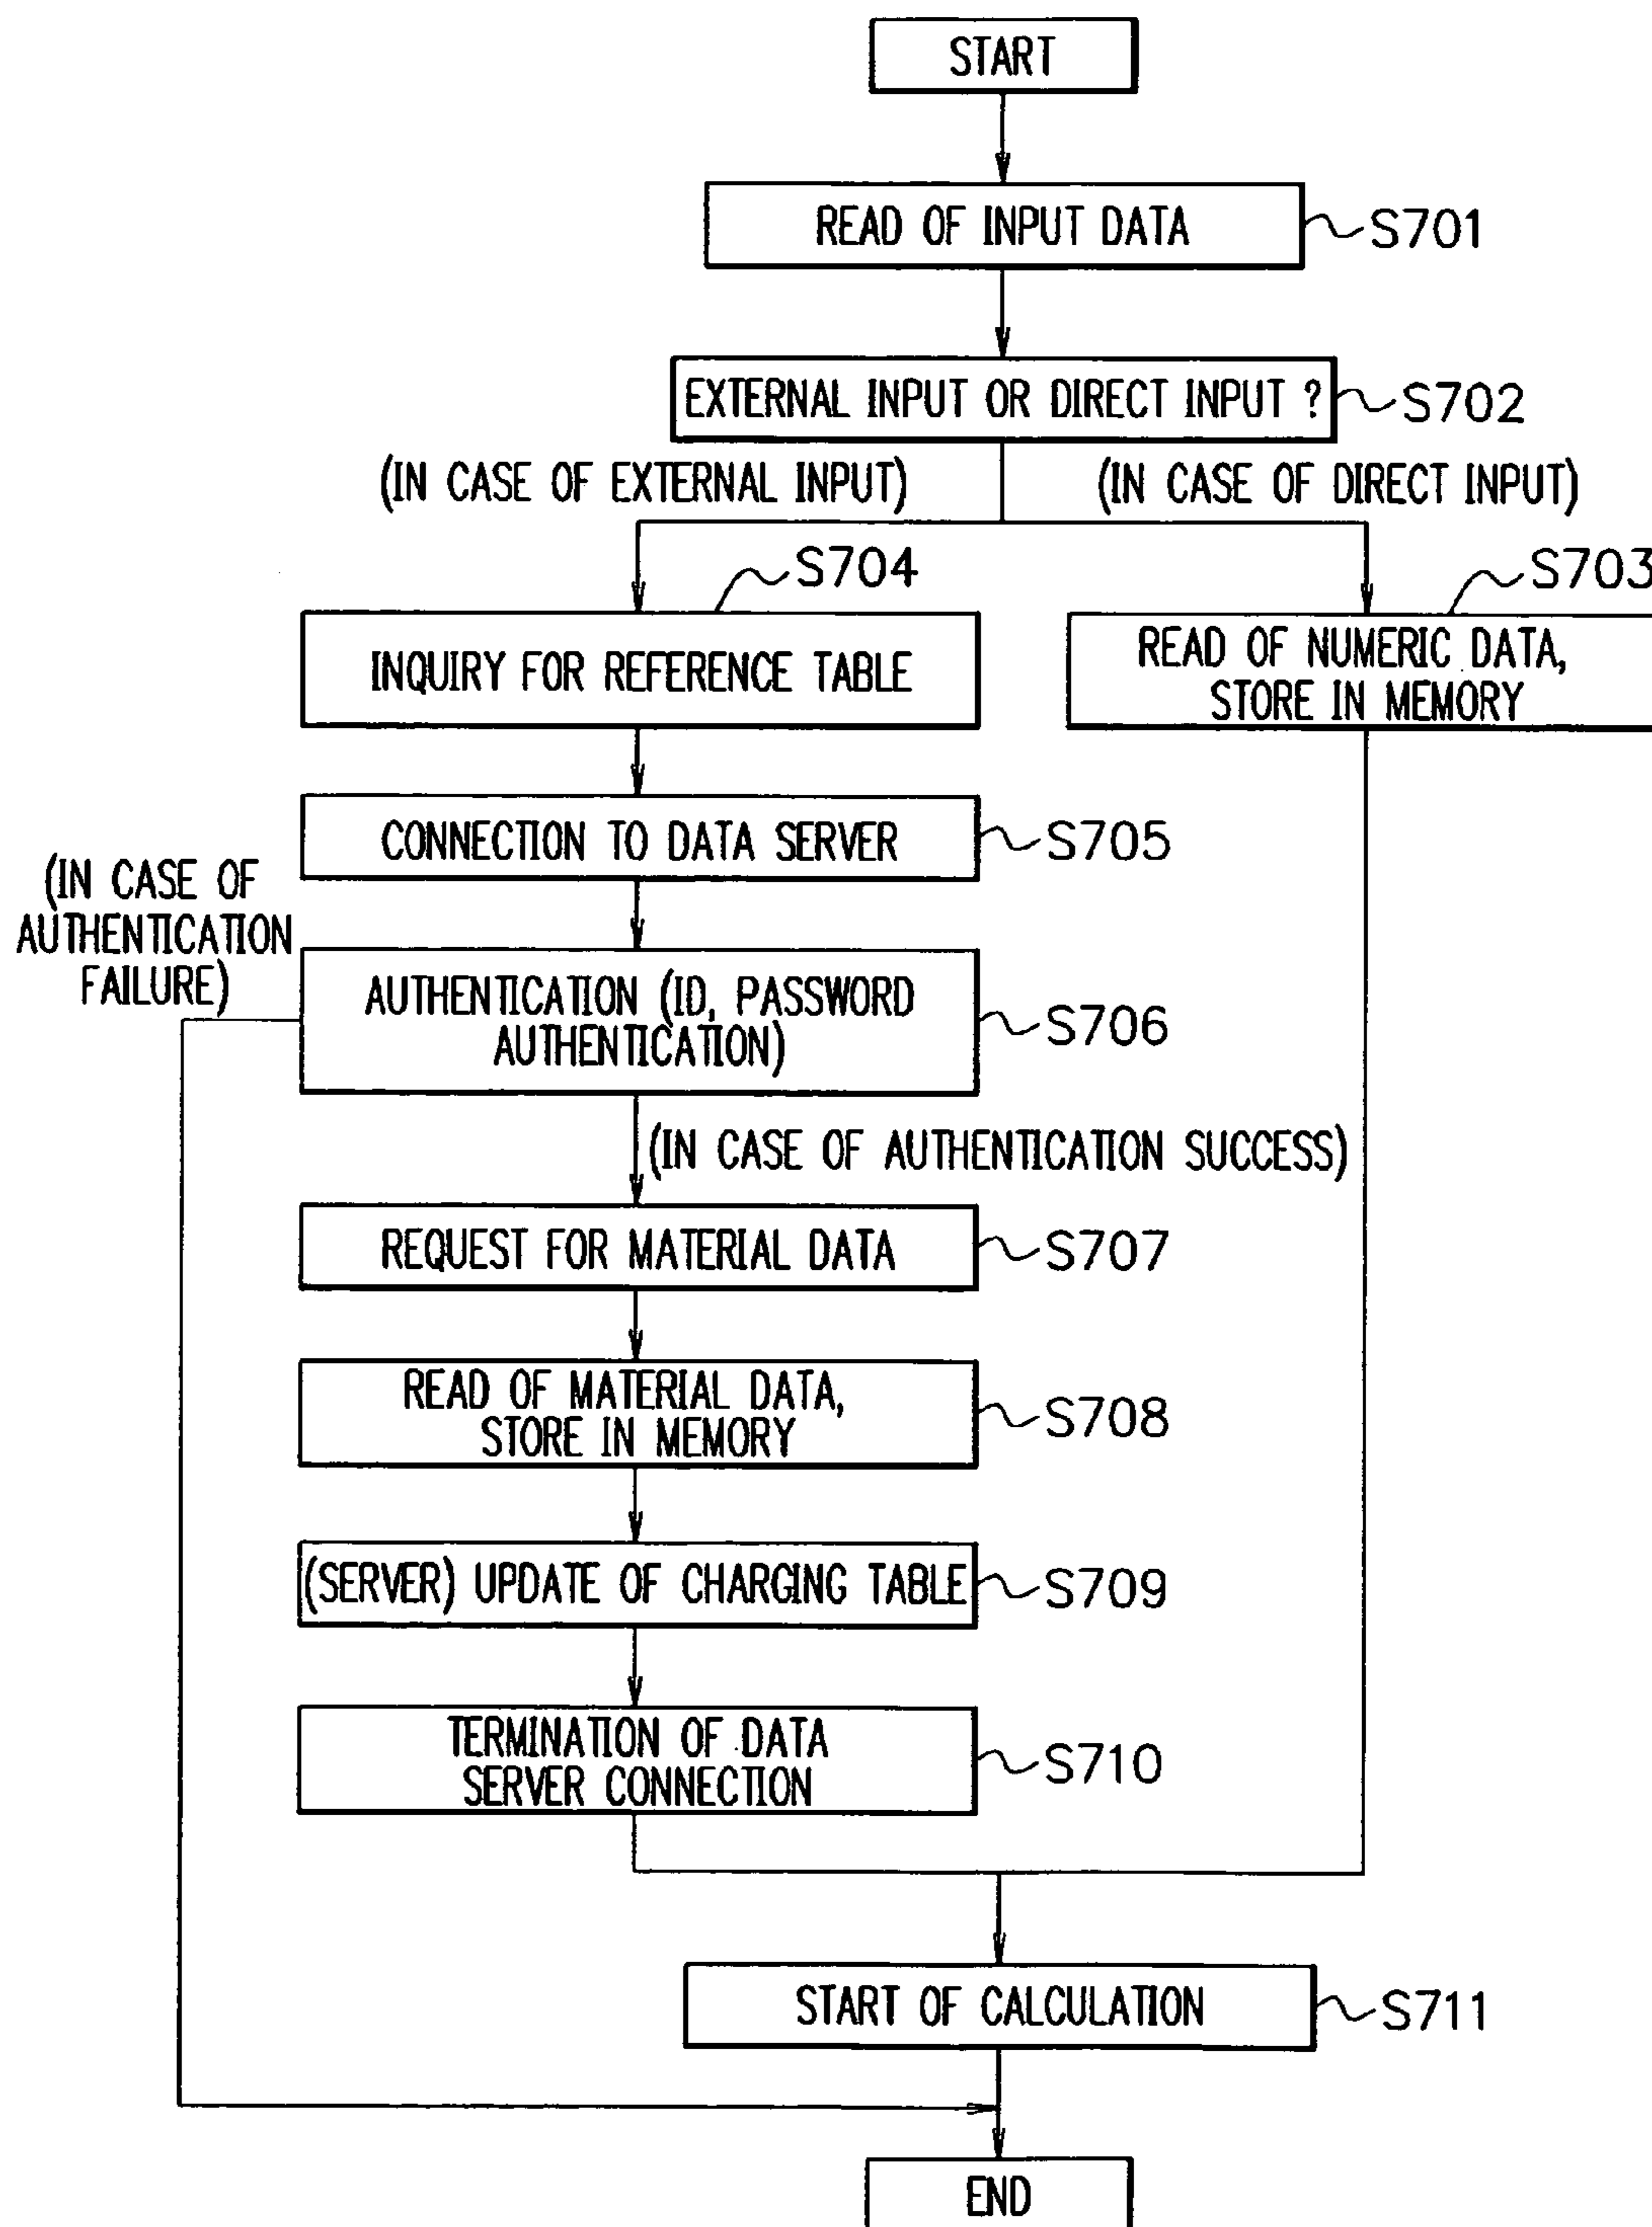 START
READ OF INPUT DATA
S701
EXTERNAL INPUT OR DIRECT INPUT ?
S702
(IN CASE OF EXTERNAL INPUT)
(IN CASE OF DIRECT INPUT)
S704
S703
INQUIRY FOR REFERENCE TABLE
READ OF NUMERIC DATA,
STORE IN MEMORY
CONNECTION TO DATA SERVER
S705
(IN CASE OF
AUTHENTICATION
FAILURE)
AUTHENTICATION (ID, PASSWORD
AUTHENTICATION)
S706
(IN CASE OF AUTHENTICATION SUCCESS)
REQUEST FOR MATERIAL DATA
S707
READ OF MATERIAL DATA,
STORE IN MEMORY
S708
(SERVER) UPDATE OF CHARGING TABLE
S709
TERMINATION OF DATA
SERVER CONNECTION
S710
START OF CALCULATION
S711
END